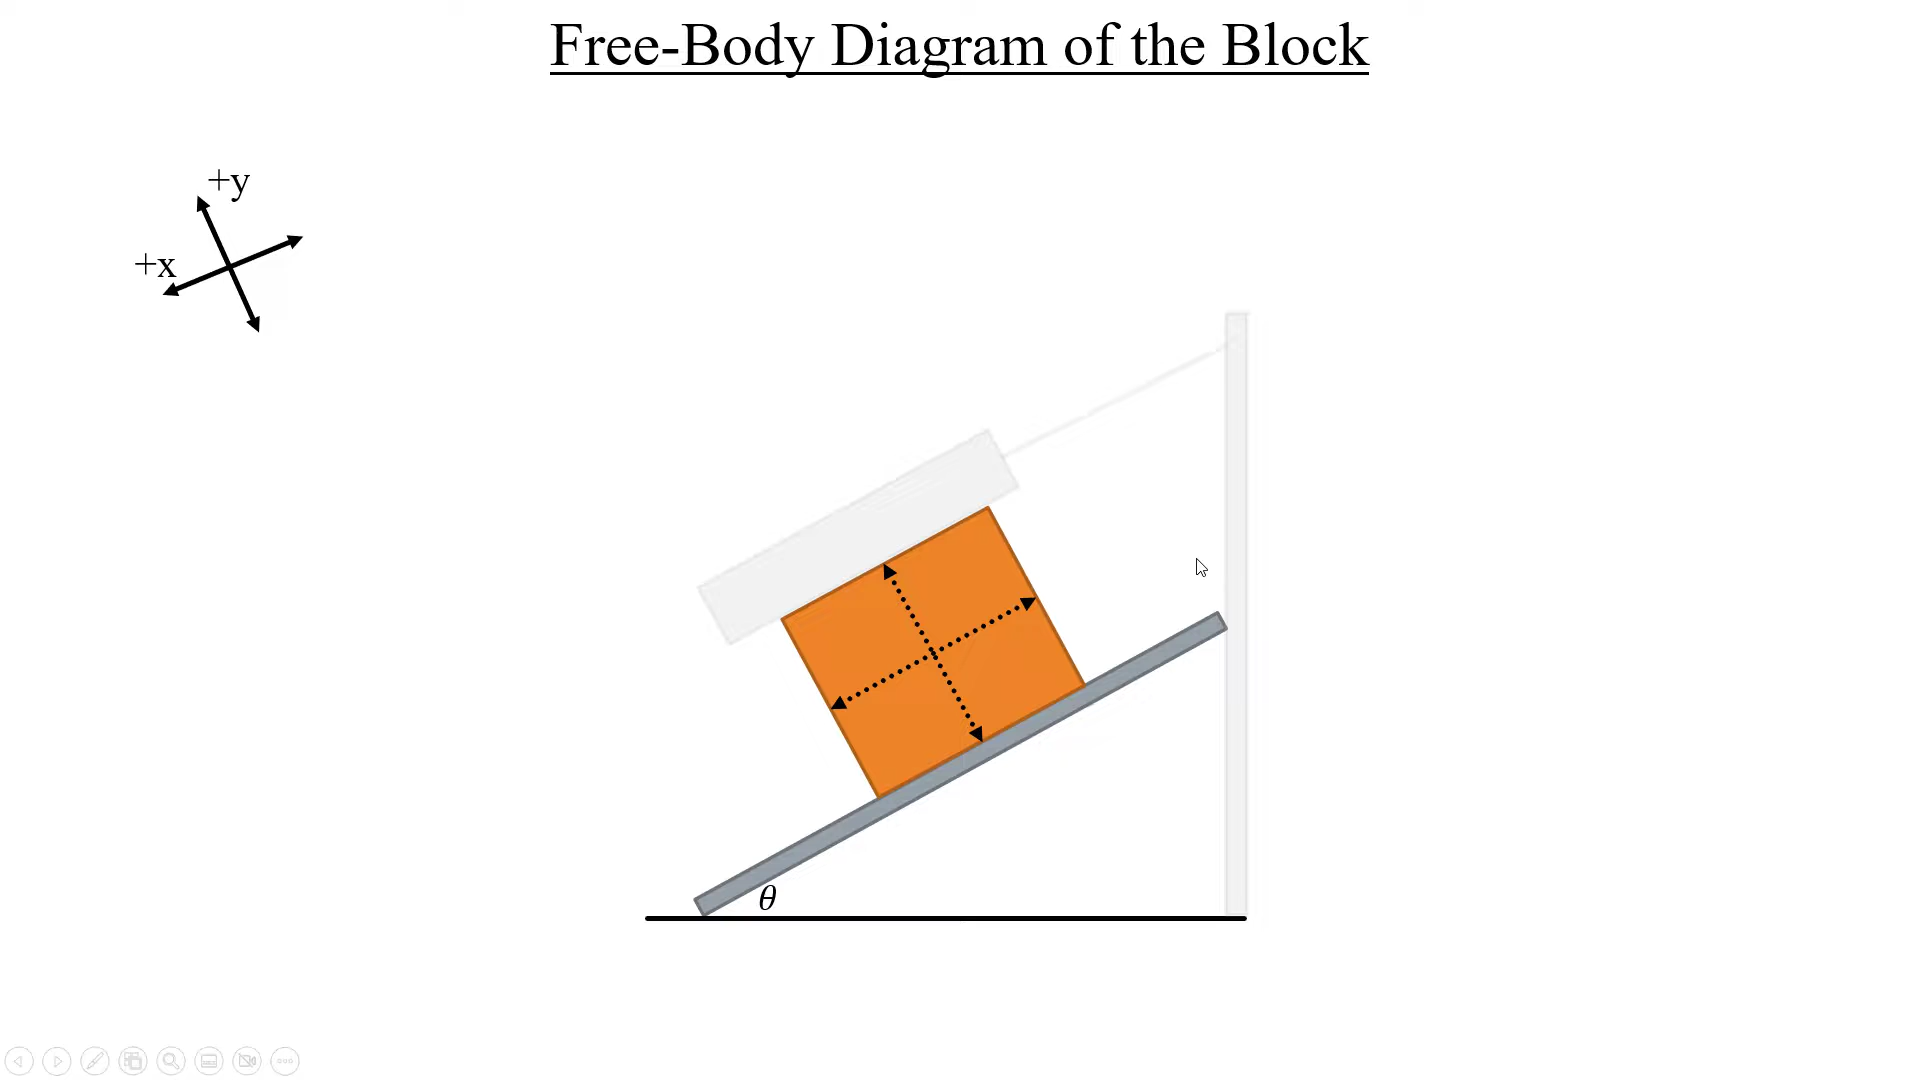 Free-Body Diagram of the Block
+y
+x
θ